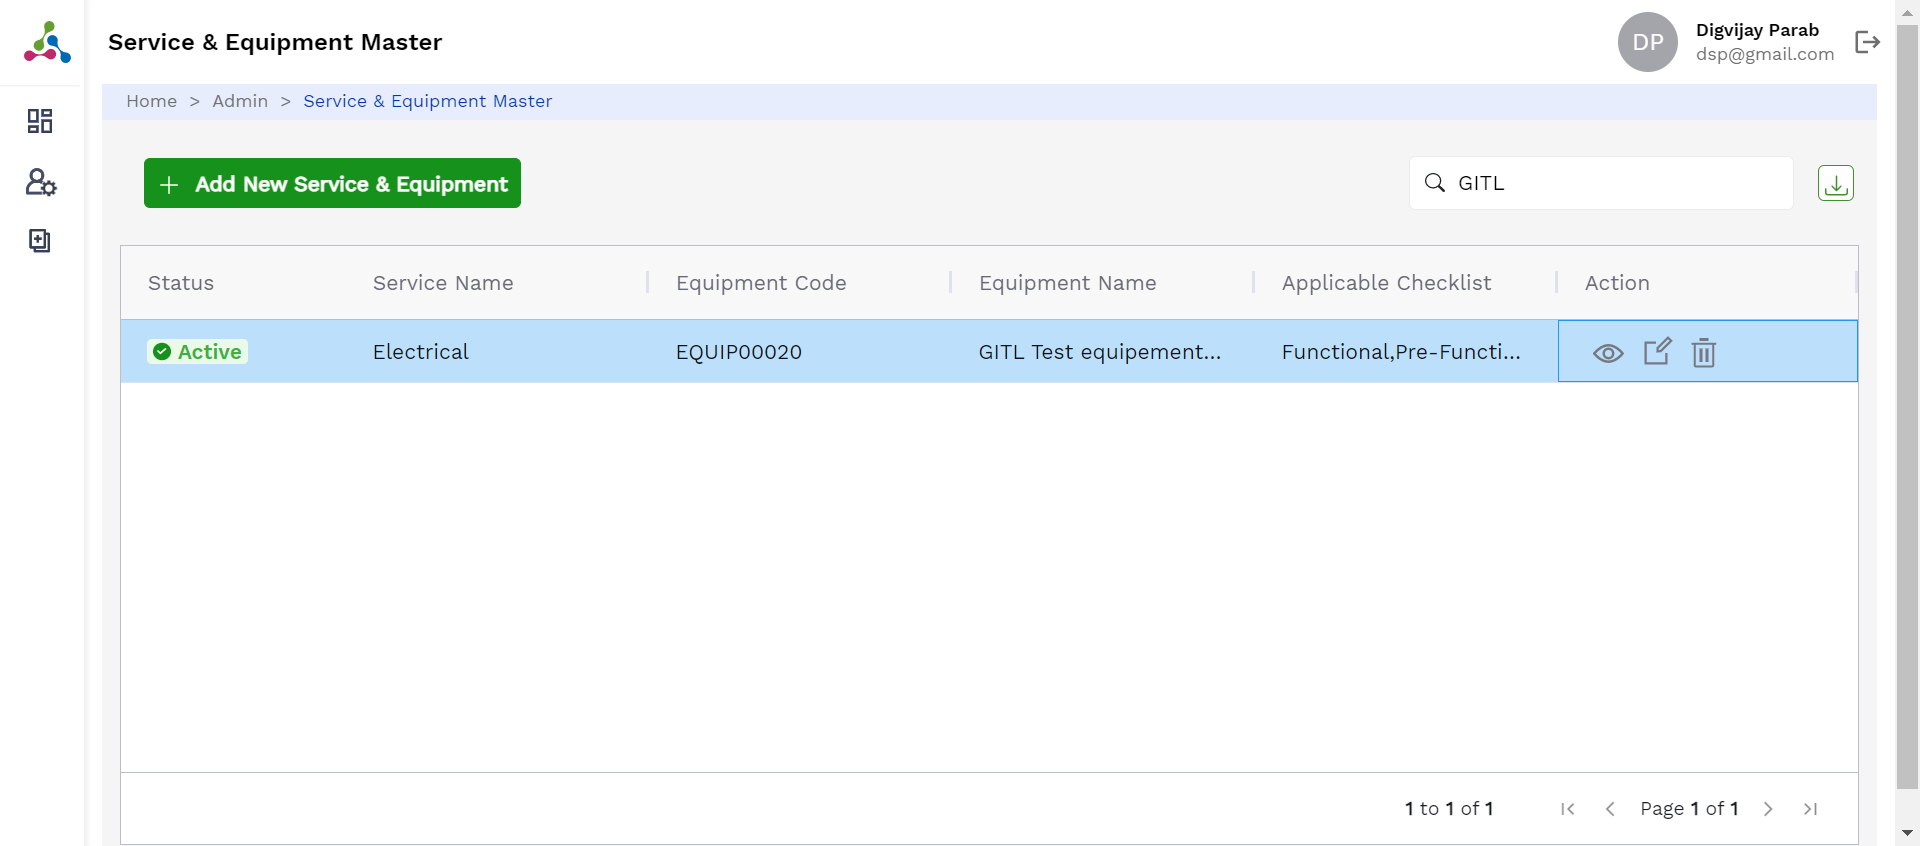 Service & Equipment Master
DP
Digvijay Parab
dsp@gmail.com
Home > Admin > Service & Equipment Master
+ Add New Service & Equipment
GITL
Status Service Name Equipment Code Equipment Name Applicable Checklist Action
Active Electrical EQUIP00020 GITL Test equipement... Functional,Pre-Functi...
1 to 1 of 1 Page 1 of 1